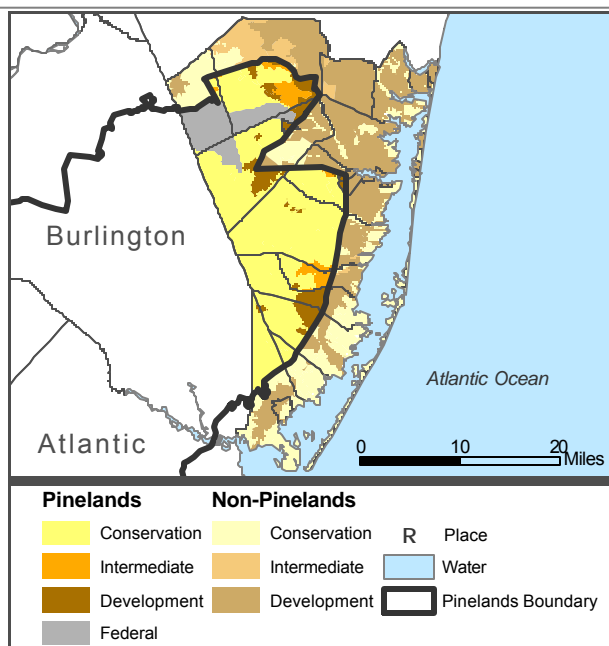 Burlington
Atlantic Ocean
Atlantic
0 10 20
Miles
Pinelands Non-Pinelands
Conservation Conservation R Place
Intermediate Intermediate Water
Development Development Pinelands Boundary
Federal